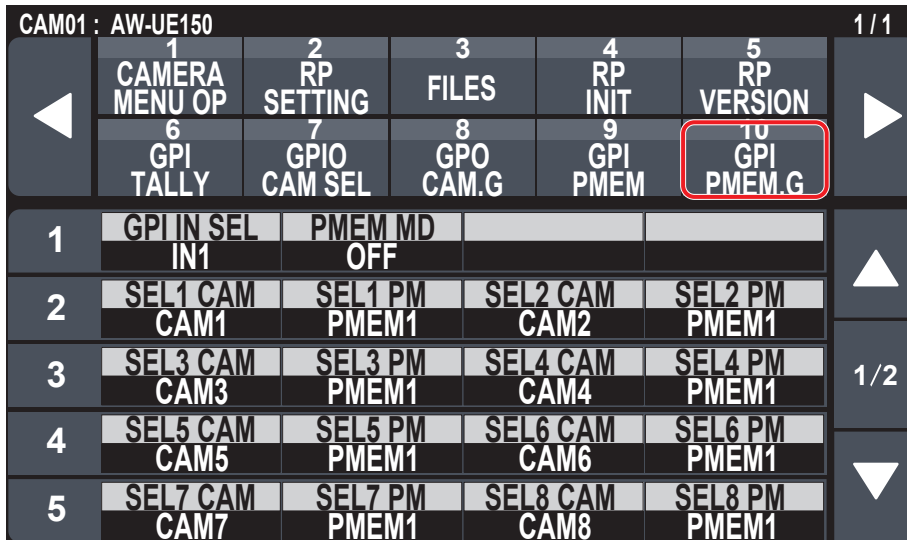 CAM01 : AW-UE150 1 / 1
1 2 3 4 5
CAMERA MENU OP RP SETTING FILES RP INIT RP VERSION
6 7 8 9 10
GPI TALLY GPIO CAM SEL GPO CAM.G GPI PMEM GPI PMEM.G
1 GPI IN SEL PMEM MD
IN1 OFF
2 SEL1 CAM SEL1 PM SEL2 CAM SEL2 PM
CAM1 PMEM1 CAM2 PMEM1
3 SEL3 CAM SEL3 PM SEL4 CAM SEL4 PM 1/2
CAM3 PMEM1 CAM4 PMEM1
4 SEL5 CAM SEL5 PM SEL6 CAM SEL6 PM
CAM5 PMEM1 CAM6 PMEM1
5 SEL7 CAM SEL7 PM SEL8 CAM SEL8 PM
CAM7 PMEM1 CAM8 PMEM1